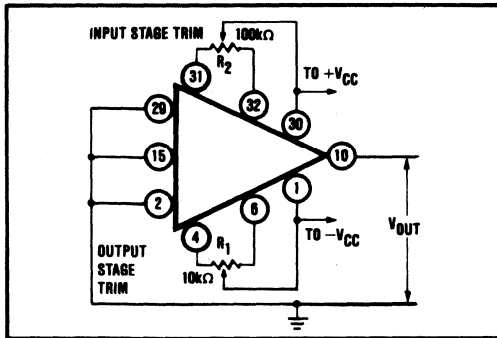 INPUT STAGE TRIM
100kΩ
R2
TO +VCC
31
32
30
29
15
10
2
1
6
4
TO −VCC
VOUT
OUTPUT
STAGE
TRIM
R1
10kΩ